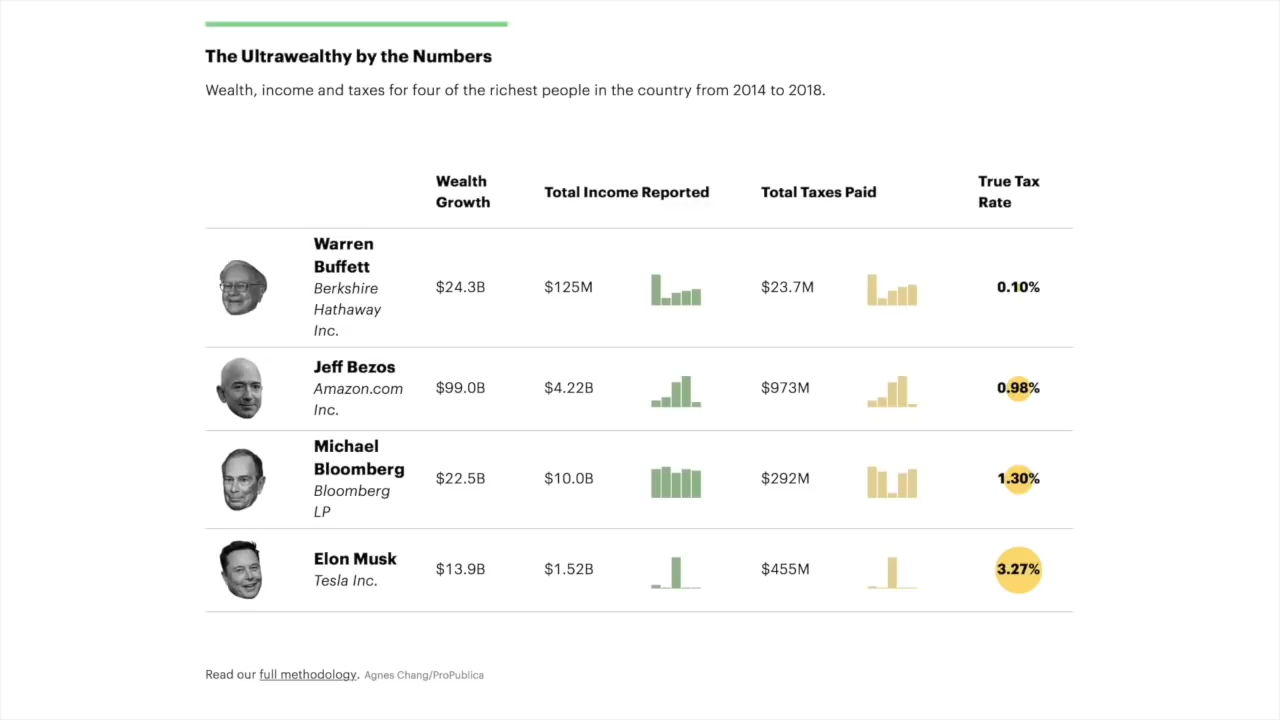 The Ultrawealthy by the Numbers
Wealth, income and taxes for four of the richest people in the country from 2014 to 2018.
Wealth
Growth
Total Income Reported
Total Taxes Paid
True Tax
Rate
Warren
Buffett
Berkshire
Hathaway
Inc.
$24.3B
$125M
$23.7M
0.10%
Jeff Bezos
Amazon.com
Inc.
$99.0B
$4.22B
$973M
0.98%
Michael
Bloomberg
Bloomberg
LP
$22.5B
$10.0B
$292M
1.30%
Elon Musk
Tesla Inc.
$13.9B
$1.52B
$455M
3.27%
Read our full methodology. Agnes Chang/ProPublica